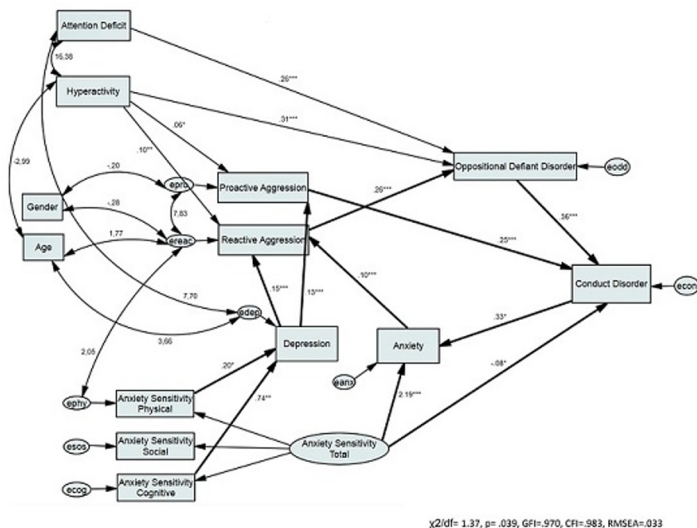 Attention Deficit
16,38
Hyperactivity
.26***
.31***
.06*
.10**
-2,99
-,20
epro
Proactive Aggression
Oppositional Defiant Disorder
eodd
Gender
-,28
7,83
.26***
Age
1,77
ereac
Reactive Aggression
.36***
.25***
.15***
.13***
.10***
7,70
edep
Conduct Disorder
econ
3,66
Depression
Anxiety
.33*
2,05
.20*
eanx
-.08*
ephy
Anxiety Sensitivity
Physical
.74**
2.19***
esos
Anxiety Sensitivity
Social
Anxiety Sensitivity
Total
ecog
Anxiety Sensitivity
Cognitive
χ2/df= 1.37, p= .039, GFI=.970, CFI=.983, RMSEA=.033